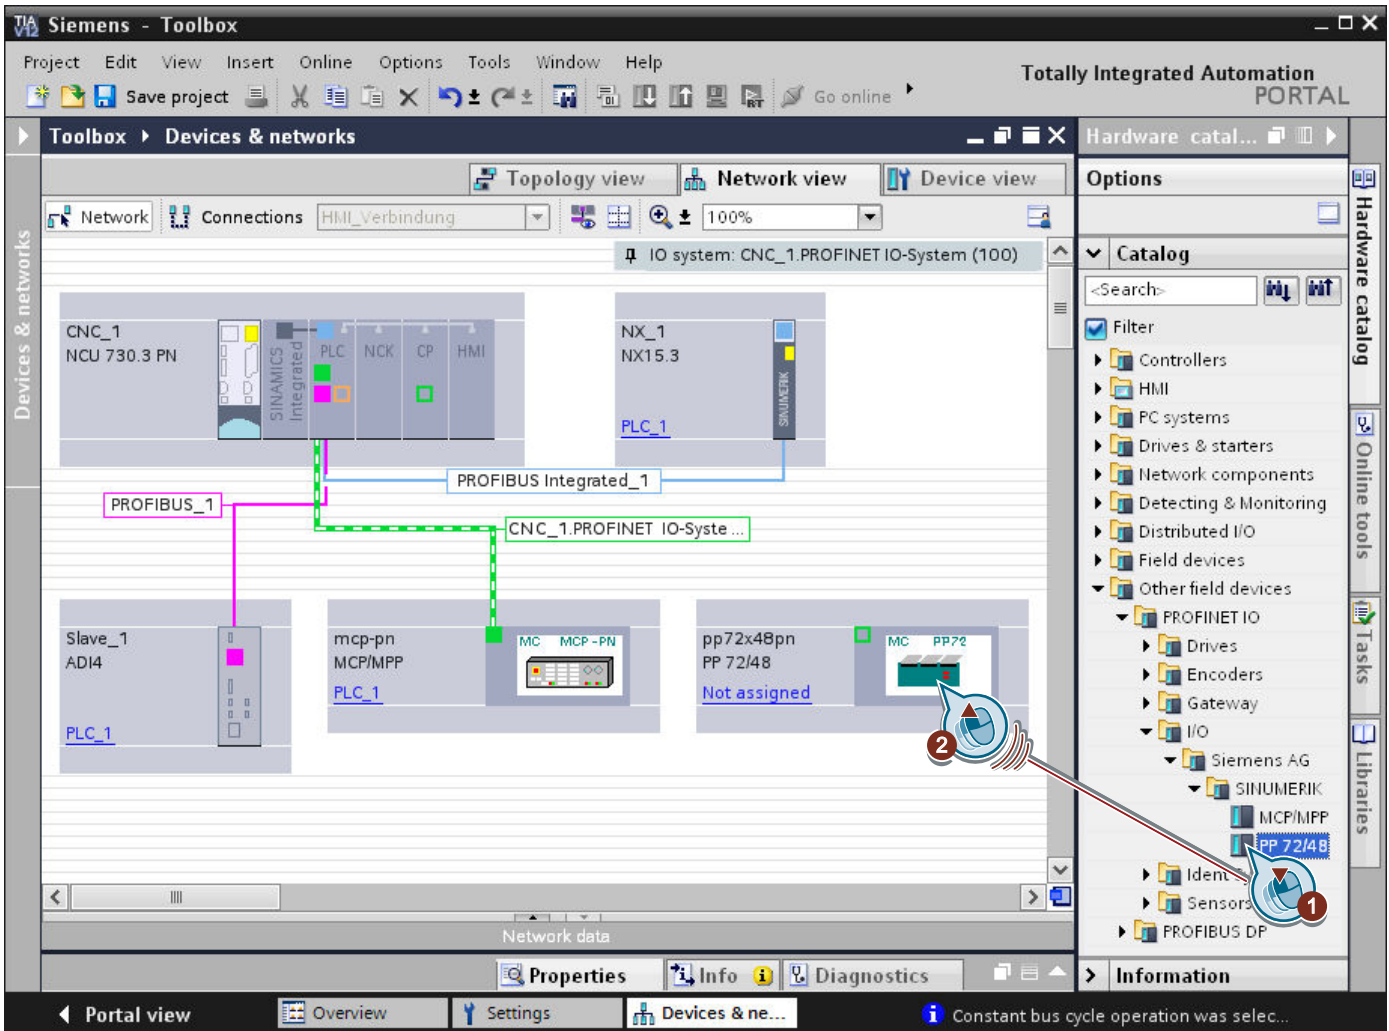 TIA V12 Siemens - Toolbox
Project Edit View Insert Online Options Tools Window Help
Totally Integrated Automation
PORTAL
Save project
Go online
Toolbox Devices & networks
Hardware catal...
Topology view Network view Device view
Options
Network Connections HMI_Verbindung 100%
Devices & networks
IO system: CNC_1.PROFINET IO-System (100)
Catalog
<Search>
Filter
CNC_1
NCU 730.3 PN
SINAMICS
Integrated
PLC NCK CP HMI
NX_1
NX15.3
PLC_1
SINUMERIK
PROFIBUS Integrated_1
PROFIBUS_1
CNC_1.PROFINET IO-Syste ...
Slave_1
ADI4
PLC_1
mcp-pn
MCP/MPP
PLC_1
MC MCP-PN
pp72x48pn
PP 72/48
Not assigned
MC PP72
2
Controllers
HMI
PC systems
Drives & starters
Network components
Detecting & Monitoring
Distributed I/O
Field devices
Other field devices
PROFINET IO
Drives
Encoders
Gateway
I/O
Siemens AG
SINUMERIK
MCP/MPP
PP 72/48
Ident
Sensors
1
PROFIBUS DP
Hardware catalog
Online tools
Tasks
Libraries
Network data
Properties Info Diagnostics
Information
Portal view Overview Settings Devices & ne...
Constant bus cycle operation was selec...